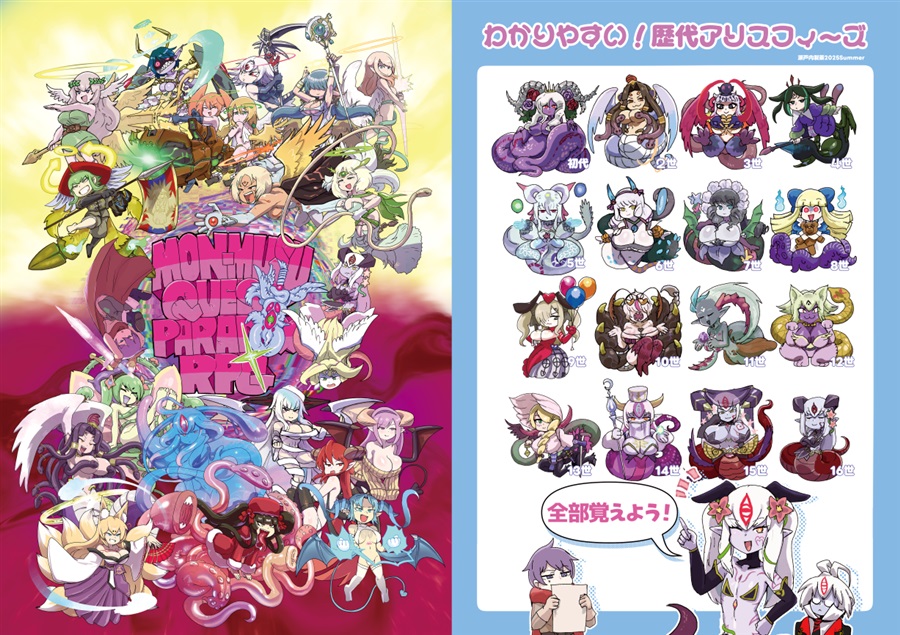 MON-MUSU
QUEST
PARADOX
RPG
わかりやすい！歴代アリスフィーズ
瀬戸内製薬2025Summer
初代
2世
3世
4世
5世
6世
7世
8世
9世
10世
11世
12世
13世
14世
15世
16世
全部覚えよう！